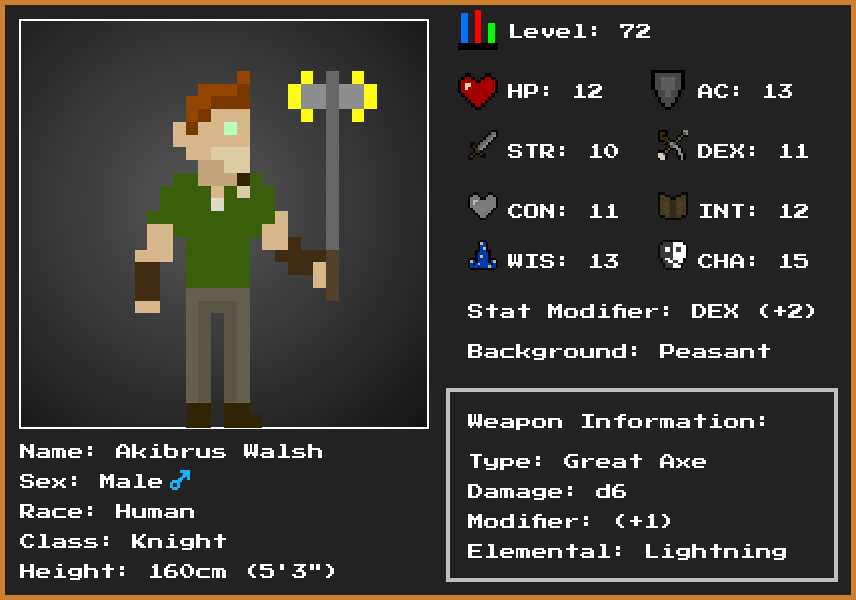 Level: 72
HP: 12
AC: 13
STR: 10
DEX: 11
CON: 11
INT: 12
WIS: 13
CHA: 15
Stat Modifier: DEX (+2)
Background: Peasant
Weapon Information:
Type: Great Axe
Damage: d6
Modifier: (+1)
Elemental: Lightning
Name: Akibrus Walsh
Sex: Male♂
Race: Human
Class: Knight
Height: 160cm (5'3")